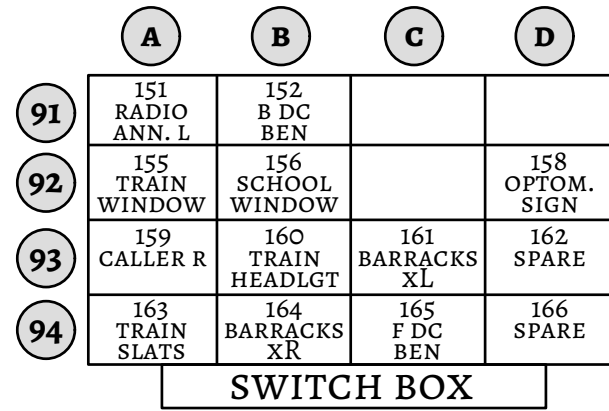 A B C D
91
151 152
RADIO B DC
ANN. L BEN
92
155 156 158
TRAIN SCHOOL OPTOM.
WINDOW WINDOW SIGN
93
159 160 161 162
CALLER R TRAIN BARRACKS SPARE
HEADLGT xL
94
163 164 165 166
TRAIN BARRACKS F DC SPARE
SLATS xR BEN
SWITCH BOX